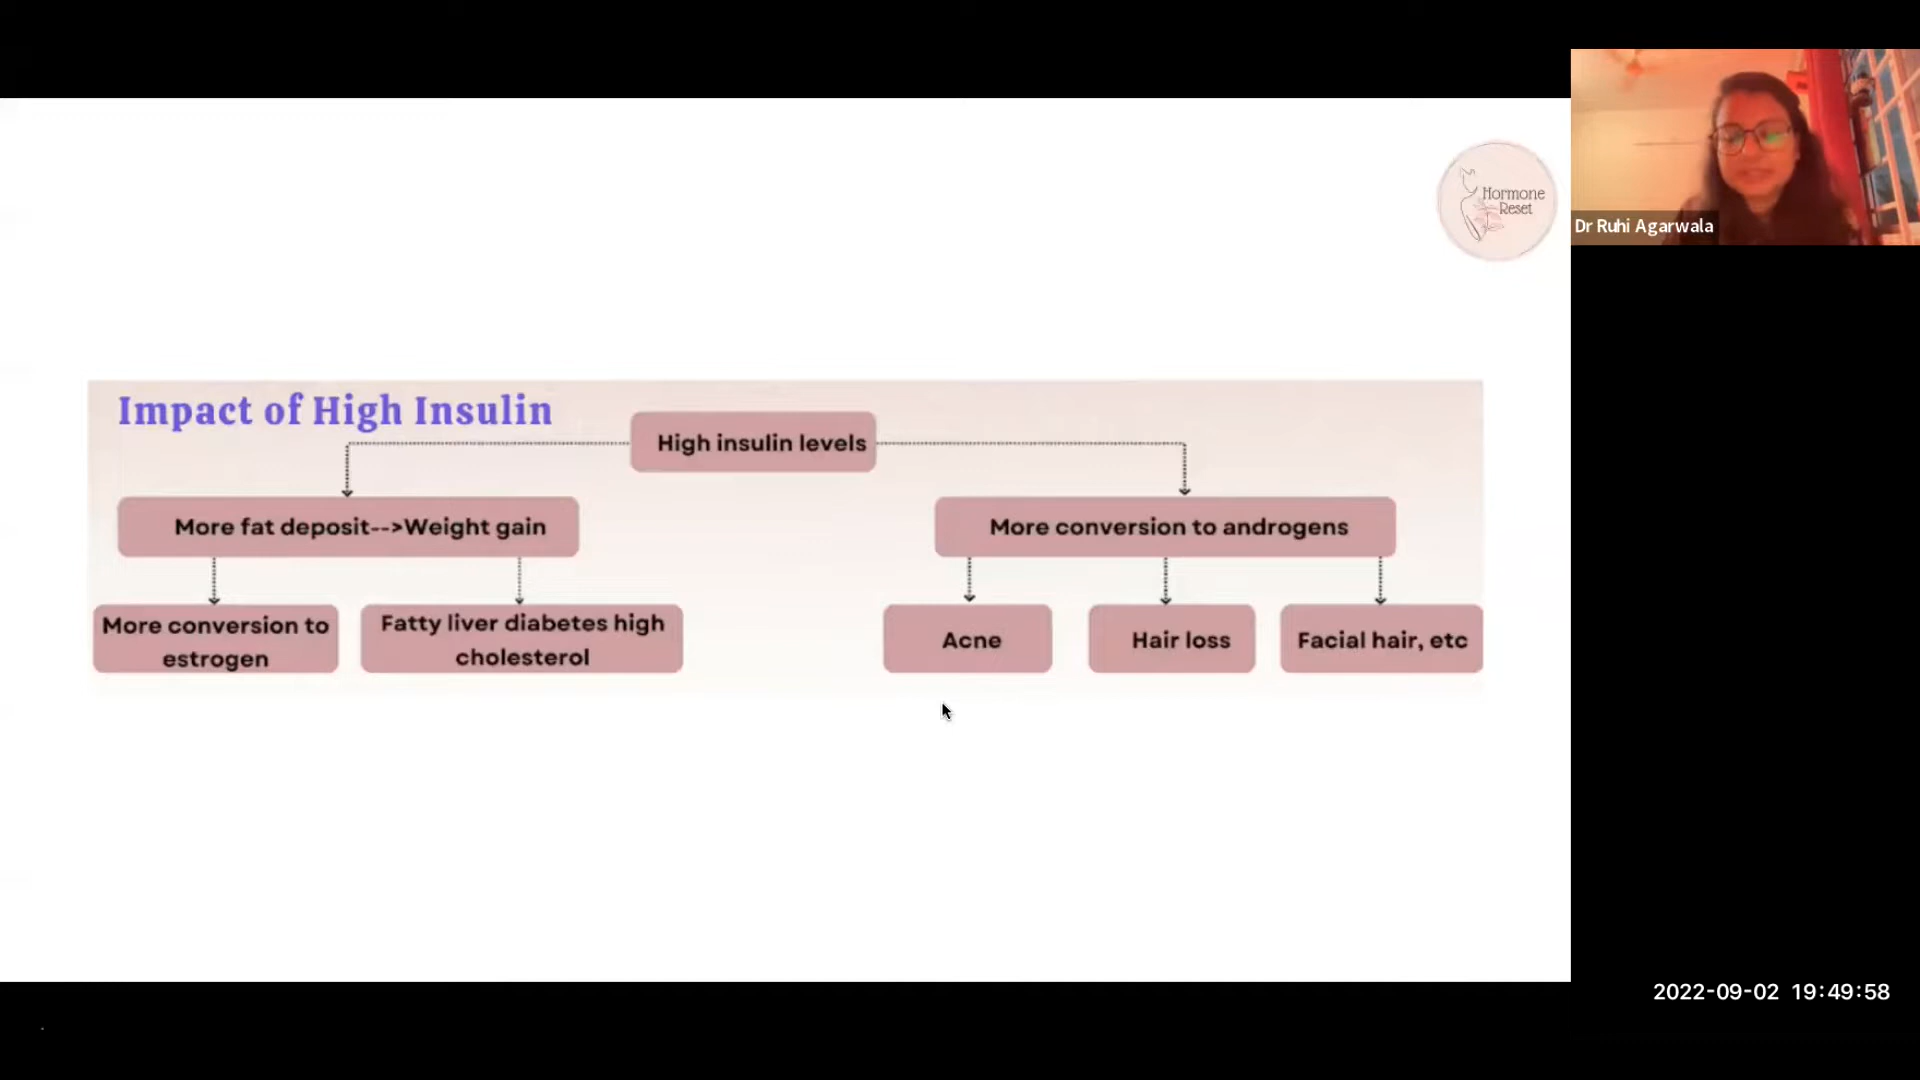 Hormone
Reset
Dr Ruhi Agarwala
Impact of High Insulin
High insulin levels
More fat deposit-->Weight gain
More conversion to androgens
More conversion to
estrogen
Fatty liver diabetes high
cholesterol
Acne
Hair loss
Facial hair, etc
2022-09-02 19:49:58